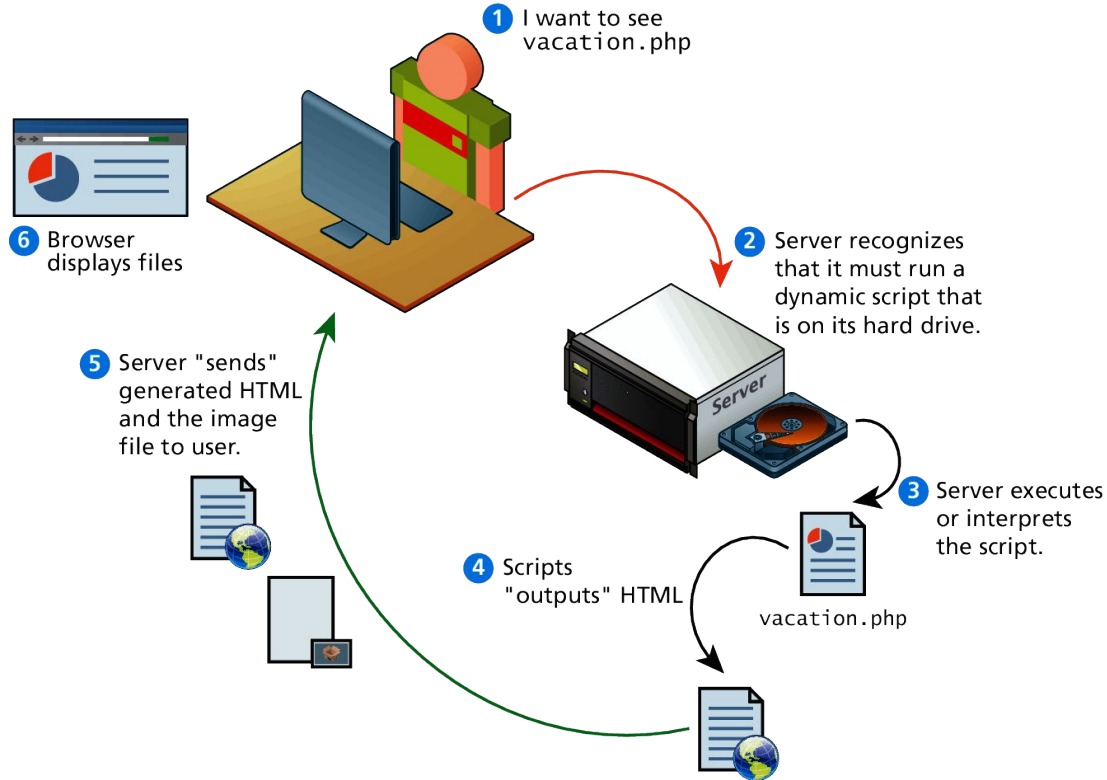 1 I want to see
vacation.php
2 Server recognizes
that it must run a
dynamic script that
is on its hard drive.
Server
3 Server executes
or interprets
the script.
vacation.php
4 Scripts
"outputs" HTML
5 Server "sends"
generated HTML
and the image
file to user.
6 Browser
displays files